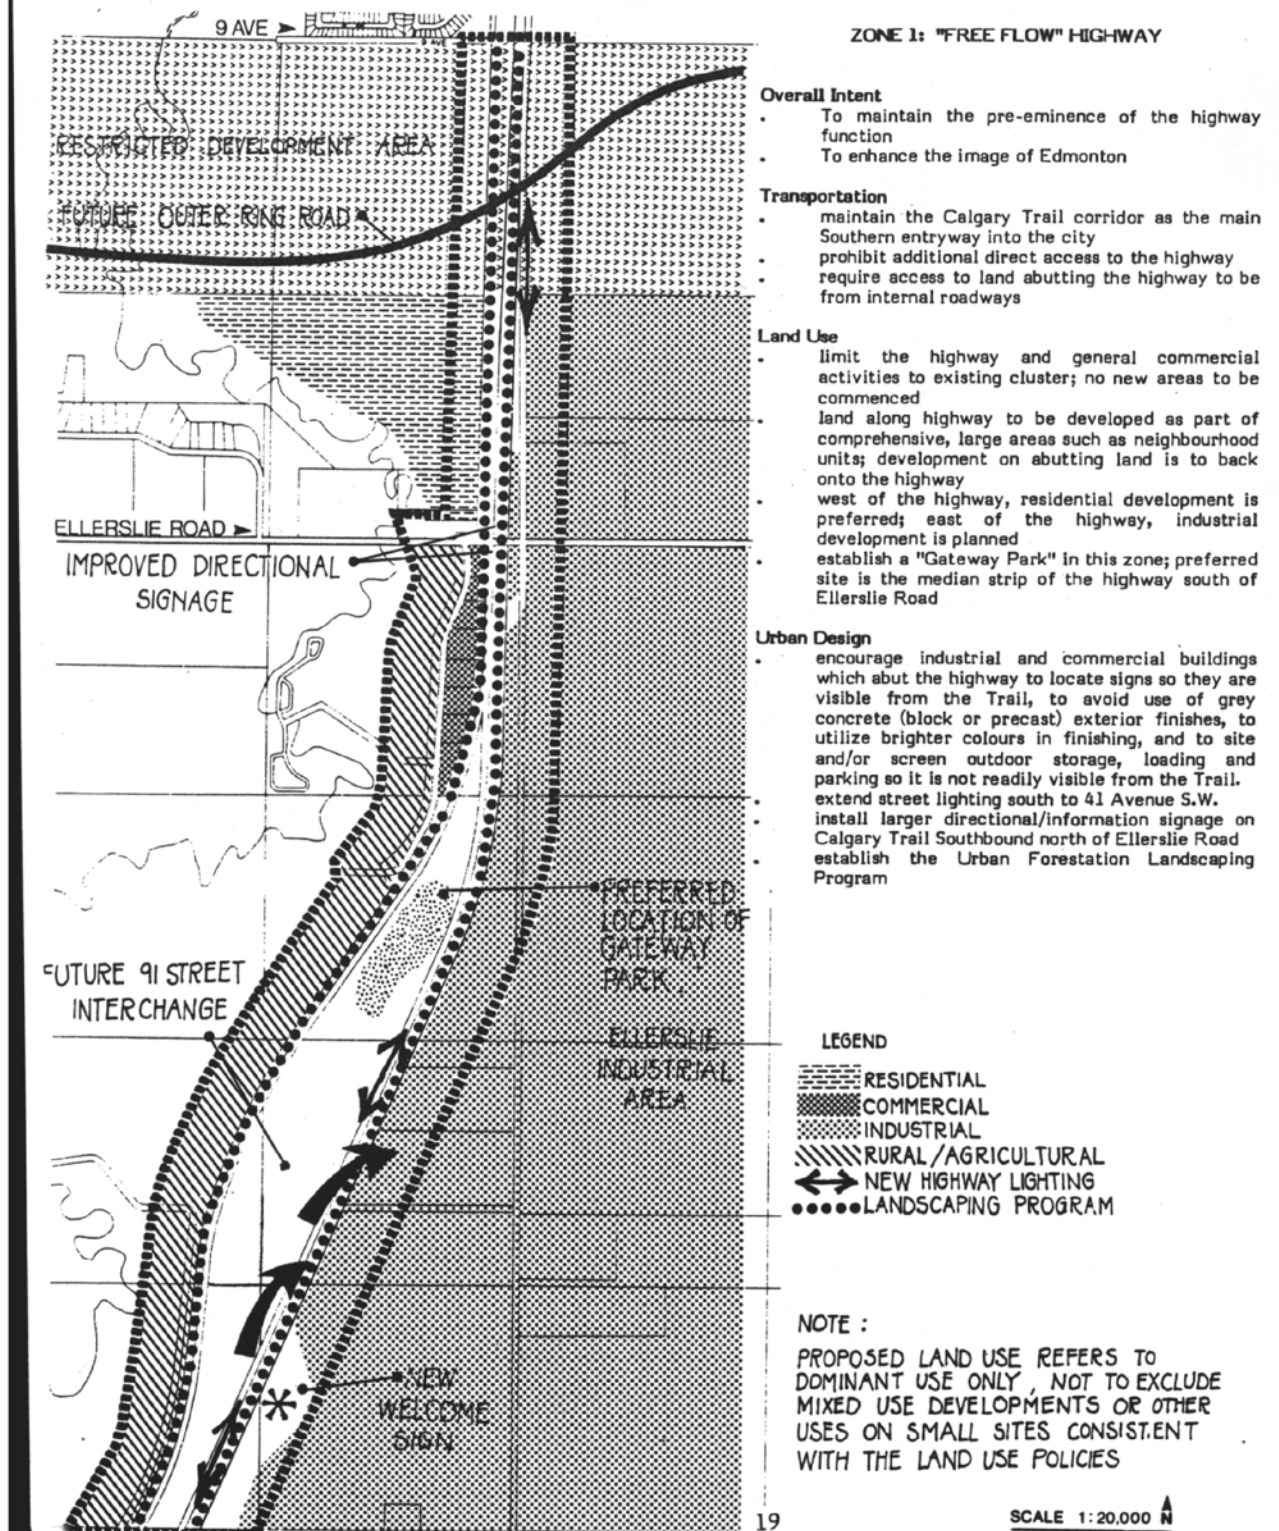 9 AVE
9 AVE
RESTRICTED DEVELOPMENT AREA
FUTURE OUTER RING ROAD
ELLERSLIE ROAD
IMPROVED DIRECTIONAL
SIGNAGE
PREFERRED
LOCATION OF
GATEWAY
PARK.
FUTURE 91 STREET
INTERCHANGE
ELLERSLIE
INDUSTRIAL
AREA
NEW
WELCOME
SIGN
ZONE 1: "FREE FLOW" HIGHWAY
Overall Intent
. To maintain the pre-eminence of the highway
function
. To enhance the image of Edmonton
Transportation
. maintain the Calgary Trail corridor as the main
Southern entryway into the city
. prohibit additional direct access to the highway
. require access to land abutting the highway to be
from internal roadways
Land Use
. limit the highway and general commercial
activities to existing cluster; no new areas to be
commenced
. land along highway to be developed as part of
comprehensive, large areas such as neighbourhood
units; development on abutting land is to back
onto the highway
. west of the highway, residential development is
preferred; east of the highway, industrial
development is planned
. establish a "Gateway Park" in this zone; preferred
site is the median strip of the highway south of
Ellerslie Road
Urban Design
. encourage industrial and commercial buildings
which abut the highway to locate signs so they are
visible from the Trail, to avoid use of grey
concrete (block or precast) exterior finishes, to
utilize brighter colours in finishing, and to site
and/or screen outdoor storage, loading and
parking so it is not readily visible from the Trail.
. extend street lighting south to 41 Avenue S.W.
. install larger directional/information signage on
Calgary Trail Southbound north of Ellerslie Road
. establish the Urban Forestation Landscaping
Program
LEGEND
RESIDENTIAL
COMMERCIAL
INDUSTRIAL
RURAL/AGRICULTURAL
NEW HIGHWAY LIGHTING
LANDSCAPING PROGRAM
NOTE :
PROPOSED LAND USE REFERS TO
DOMINANT USE ONLY, NOT TO EXCLUDE
MIXED USE DEVELOPMENTS OR OTHER
USES ON SMALL SITES CONSISTENT
WITH THE LAND USE POLICIES
19
SCALE 1:20,000 N